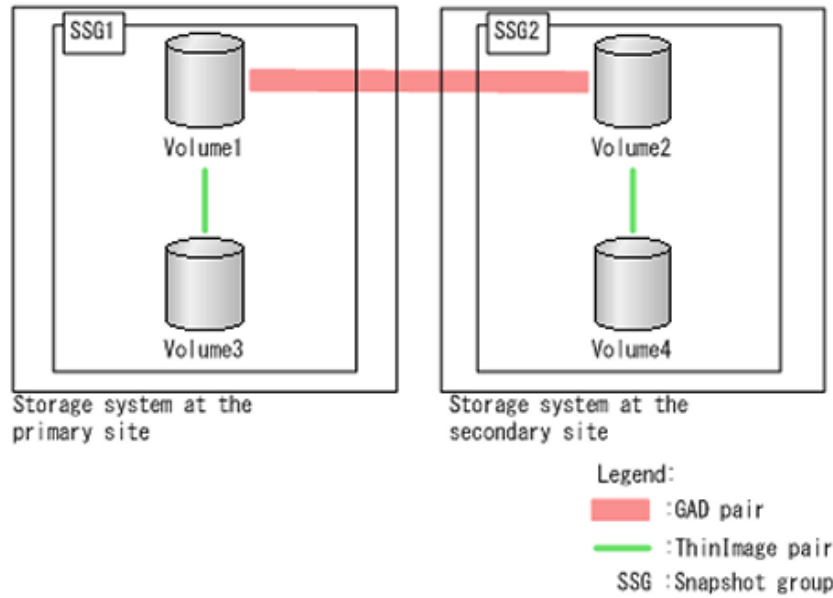 SSG1
SSG2
Volume1
Volume2
Volume3
Volume4
Storage system at the
primary site
Storage system at the
secondary site
Legend:
:GAD pair
:ThinImage pair
SSG :Snapshot group